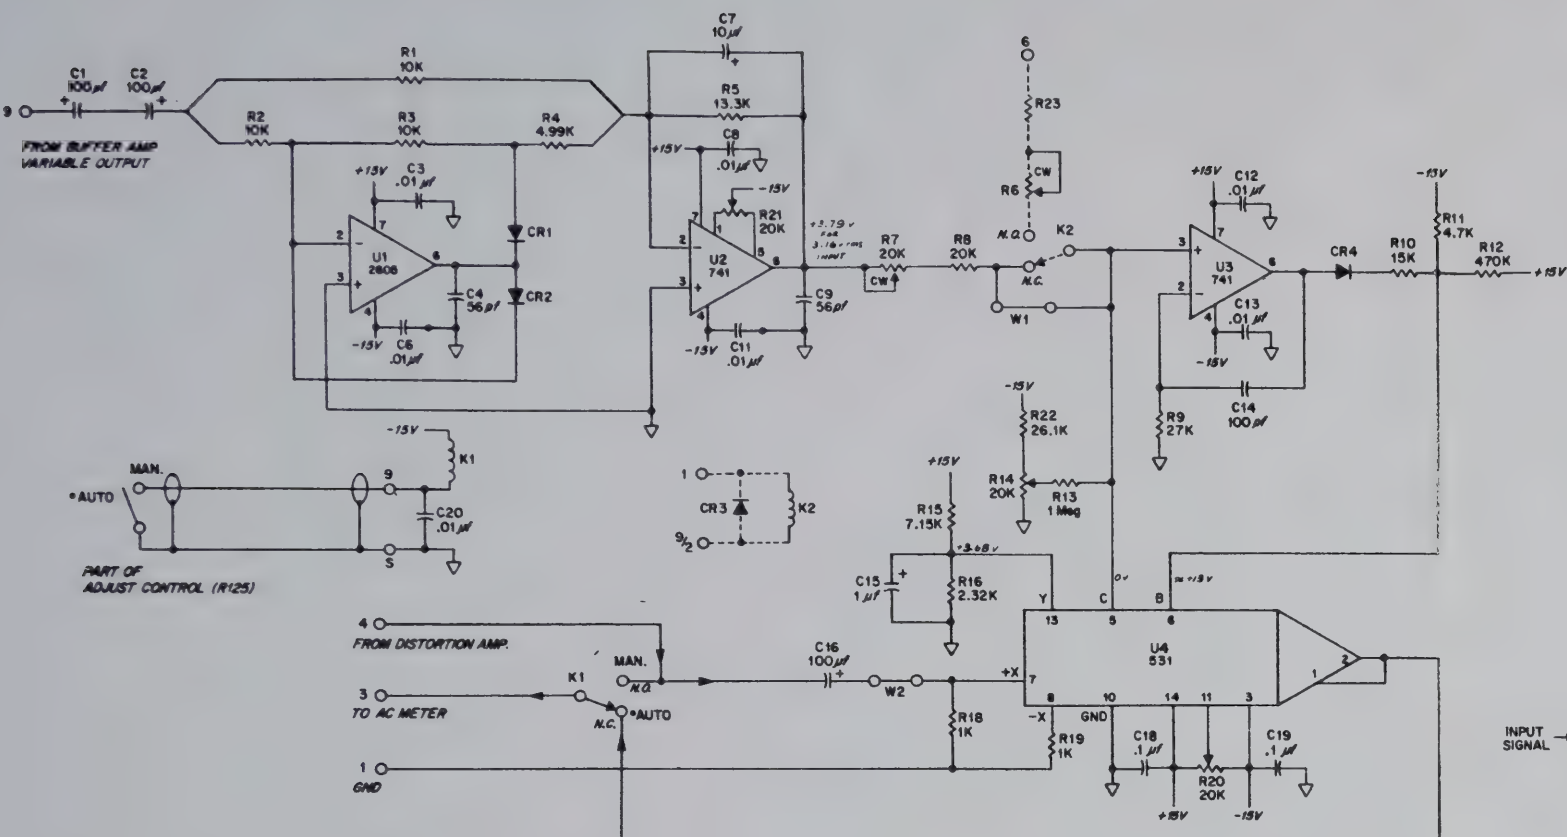 C1
100µf
+
C2
100µf
+
9
FROM BUFFER AMP
VARIABLE OUTPUT
R1
10K
R2
10K
R3
10K
R4
4.99K
+15V
C3
.01µf
7
2
-
3
+
U1
2605
6
4
-15V
C6
.01µf
C4
56pf
CR1
CR2
C7
10µf
+
R5
13.3K
C8
.01µf
+15V
-15V
R21
20K
7
1
5
2
-
3
+
U2
741
6
4
-15V
C11
.01µf
C9
56pf
+3.79V
FOR
3.16V rms
INPUT
R7
20K
CW
R8
20K
6
R23
CW
R6
N.O.
K2
N.C.
W1
+15V
C12
.01µf
7
3
+
2
-
U3
741
6
4
C13
.01µf
-15V
C14
100pf
R9
27K
CR4
R10
15K
-15V
R11
4.7K
R12
470K
+15V
-15V
R22
26.1K
R14
20K
R13
1 Meg
-15V
K1
MAN.
*AUTO
9
C20
.01µf
S
PART OF
ADJUST CONTROL (R125)
1
CR3
K2
9/2
+15V
R15
7.15K
+3.68V
C15
1µf
+
R16
2.32K
0V
≈+13V
Y
C
B
13
5
6
U4
531
2
1
+X
7
-X
8
10
GND
14
11
3
4
FROM DISTORTION AMP.
K1
MAN.
N.O.
*AUTO
N.C.
3
TO AC METER
1
GND
C16
100µf
+
W2
R18
1K
R19
1K
C18
.1µf
R20
20K
C19
.1µf
+15V
-15V
INPUT
SIGNAL